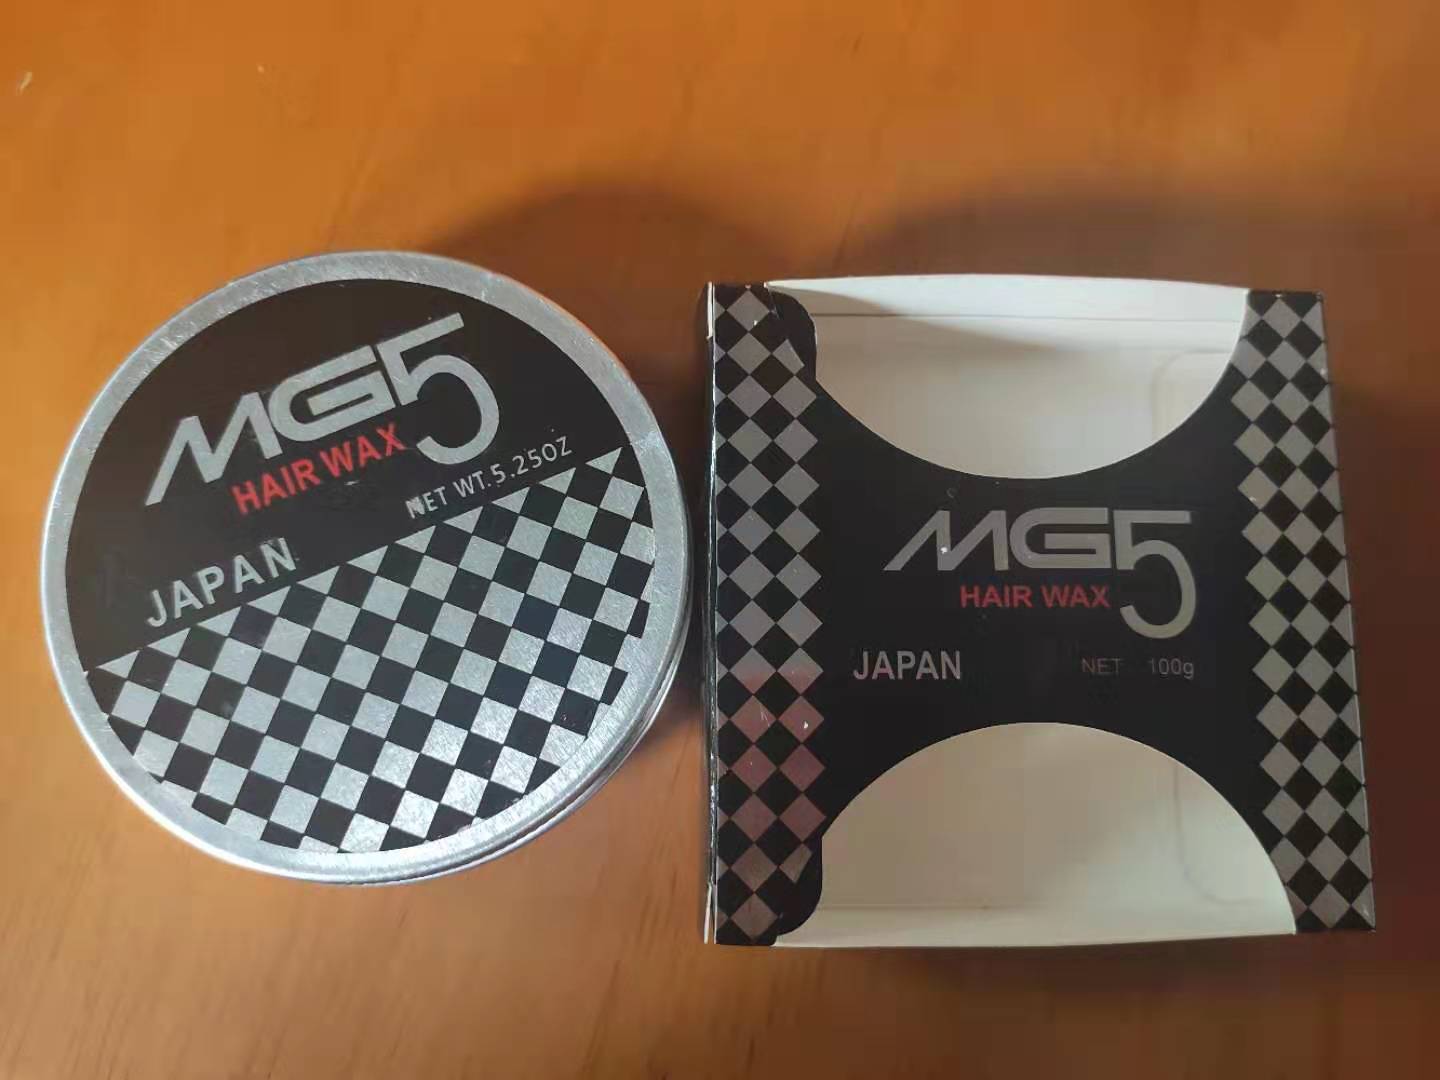 MG5
HAIR WAX
NET WT.5.25OZ
JAPAN
MG5
HAIR WAX
JAPAN NET 100g